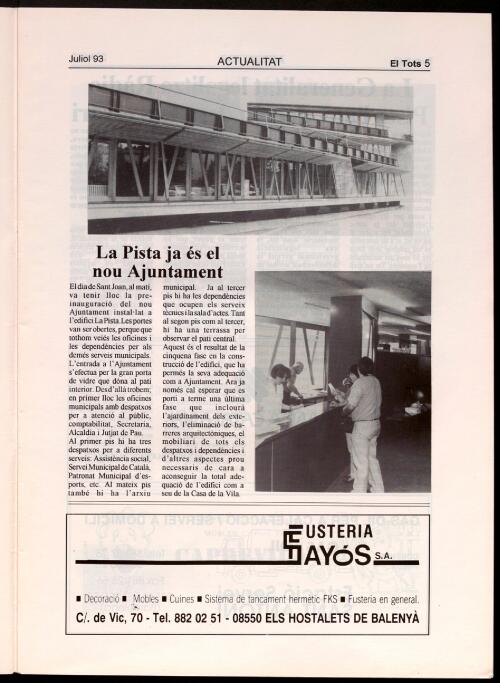 Juliol 93
ACTUALITAT
El Tots 5
La Pista ja és el
nou Ajuntament
El dia de Sant Joan, al matí,
va tenir lloc la pre-
inauguració del nou
Ajuntament instal·lat a
l'edifici La Pista. Les portes
van ser obertes, perque que
tothom veiés les oficines i
les dependències per als
demés serveis municipals.
L'entrada a l'Ajuntament
s'efectua per la gran porta
de vidre que dóna al pati
interior. Desd'allà trobem;
en primer lloc les oficines
municipals amb despatxos
per a atenció al públic,
comptabilitat, Secretaria,
Alcaldia i Jutjat de Pau.
Al primer pis hi ha tres
despatxos per a diferents
serveis: Assistència social,
Servei Municipal de Català,
Patronat Municipal d'es-
ports, etc. Al mateix pis
també hi ha l'arxiu
municipal. Ja al tercer
pis hi ha les dependències
que ocupen els serveix
tècnics i la sala d'actes. Tant
al segon pis com al tercer,
hi ha una terrassa per
observar el pati central.
Aquest és el resultat de la
cinquena fase en la cons-
trucció de l'edifici, que ha
permés la seva adequació
com a Ajuntament. Ara ja
només cal esperar que es
porti a terme una última
fase que inclourà
l'ajardinament dels exte-
riors, l'eliminació de ba-
rreres arquitectóniques, el
mobiliari de tots els
despatxos i dependències i
d'altres aspectes prou
necessaris de cara a
aconseguir la total ade-
quació de l'edifici com a
seu de la Casa de la Vila.
FUSTERIA
SAYÓS S.A.
■ Decoració ■ Mobles ■ Cuines ■ Sistema de tancament hermètic FKS ■ Fusteria en general.
C/. de Vic, 70 - Tel. 882 02 51 - 08550 ELS HOSTALETS DE BALENYÀ